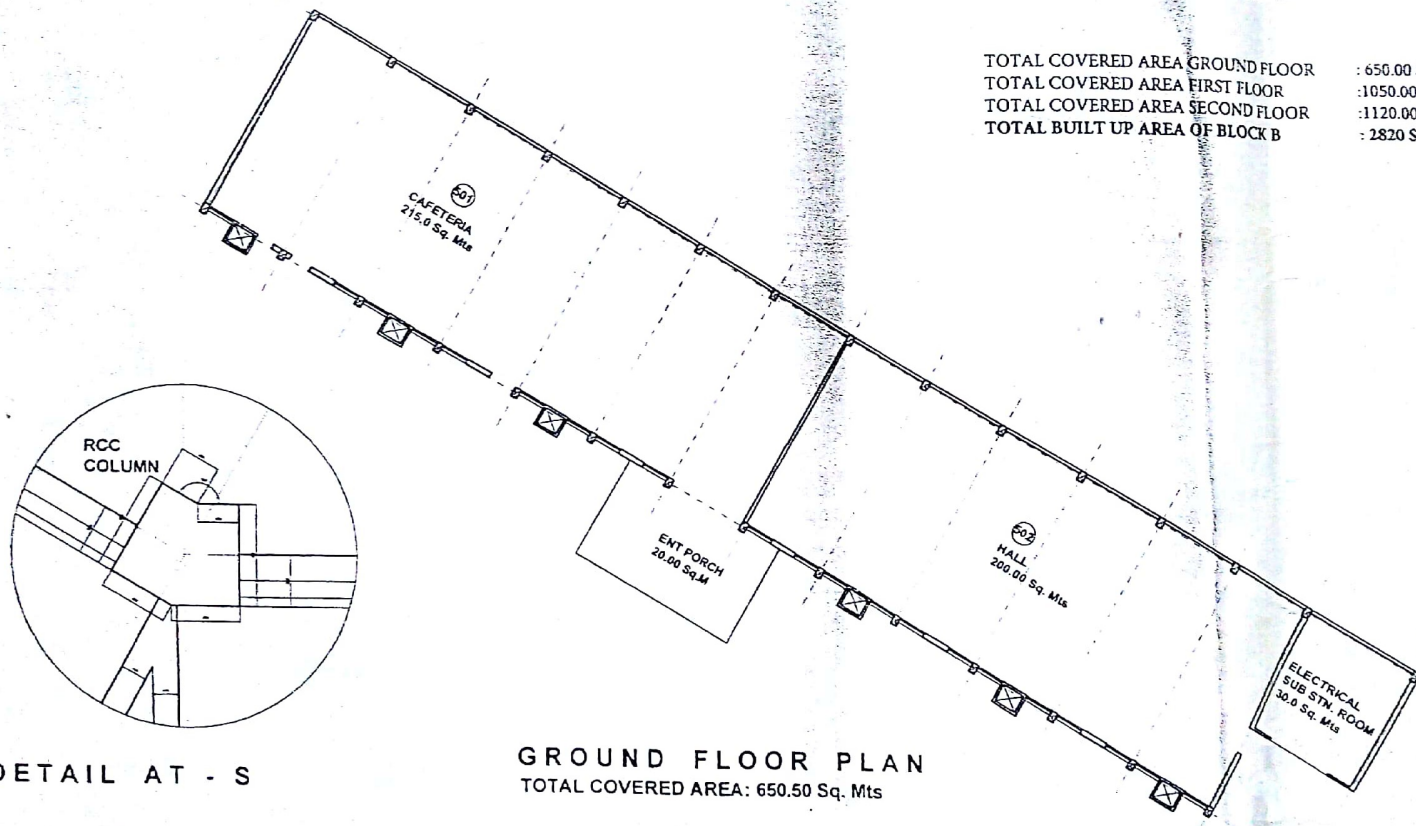 TOTAL COVERED AREA GROUND FLOOR : 650.00
TOTAL COVERED AREA FIRST FLOOR :1050.00
TOTAL COVERED AREA SECOND FLOOR :1120.00
TOTAL BUILT UP AREA OF BLOCK B : 2820 S
501
CAFETERIA
215.0 Sq. Mts
RCC
COLUMN
ENT PORCH
20.00 Sq.M
502
HALL
200.00 Sq. Mts
ELECTRICAL
SUB STN. ROOM
30.0 Sq. Mts
DETAIL AT - S
GROUND FLOOR PLAN
TOTAL COVERED AREA: 650.50 Sq. Mts